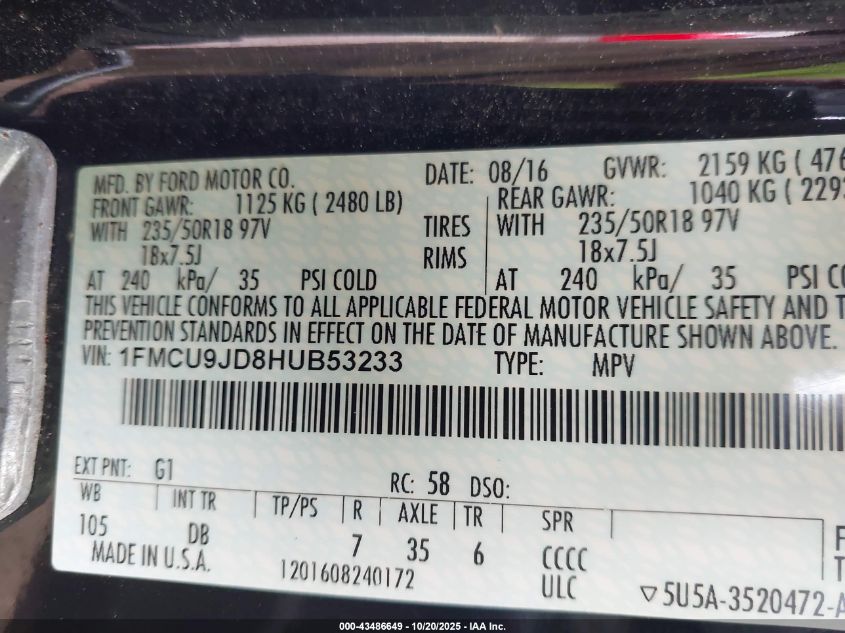 MFD. BY FORD MOTOR CO. DATE: 08/16 GVWR: 2159 KG ( 476
FRONT GAWR: 1125 KG ( 2480 LB) REAR GAWR: 1040 KG ( 229
WITH 235/50R18 97V TIRES WITH 235/50R18 97V
18x7.5J RIMS 18x7.5J
AT 240 kPa/ 35 PSI COLD AT 240 kPa/ 35 PSI CO
THIS VEHICLE CONFORMS TO ALL APPLICABLE FEDERAL MOTOR VEHICLE SAFETY AND T
PREVENTION STANDARDS IN EFFECT ON THE DATE OF MANUFACTURE SHOWN ABOVE.
VIN: 1FMCU9JD8HUB53233 TYPE: MPV
EXT PNT: G1 RC: 58 DSO:
WB INT TR TP/PS R AXLE TR SPR
105 DB 7 35 6 CCCC
MADE IN U.S.A. 1201608240172 ULC ▽5U5A-3520472-A
000-43486649 - 10/20/2025 - IAA Inc.